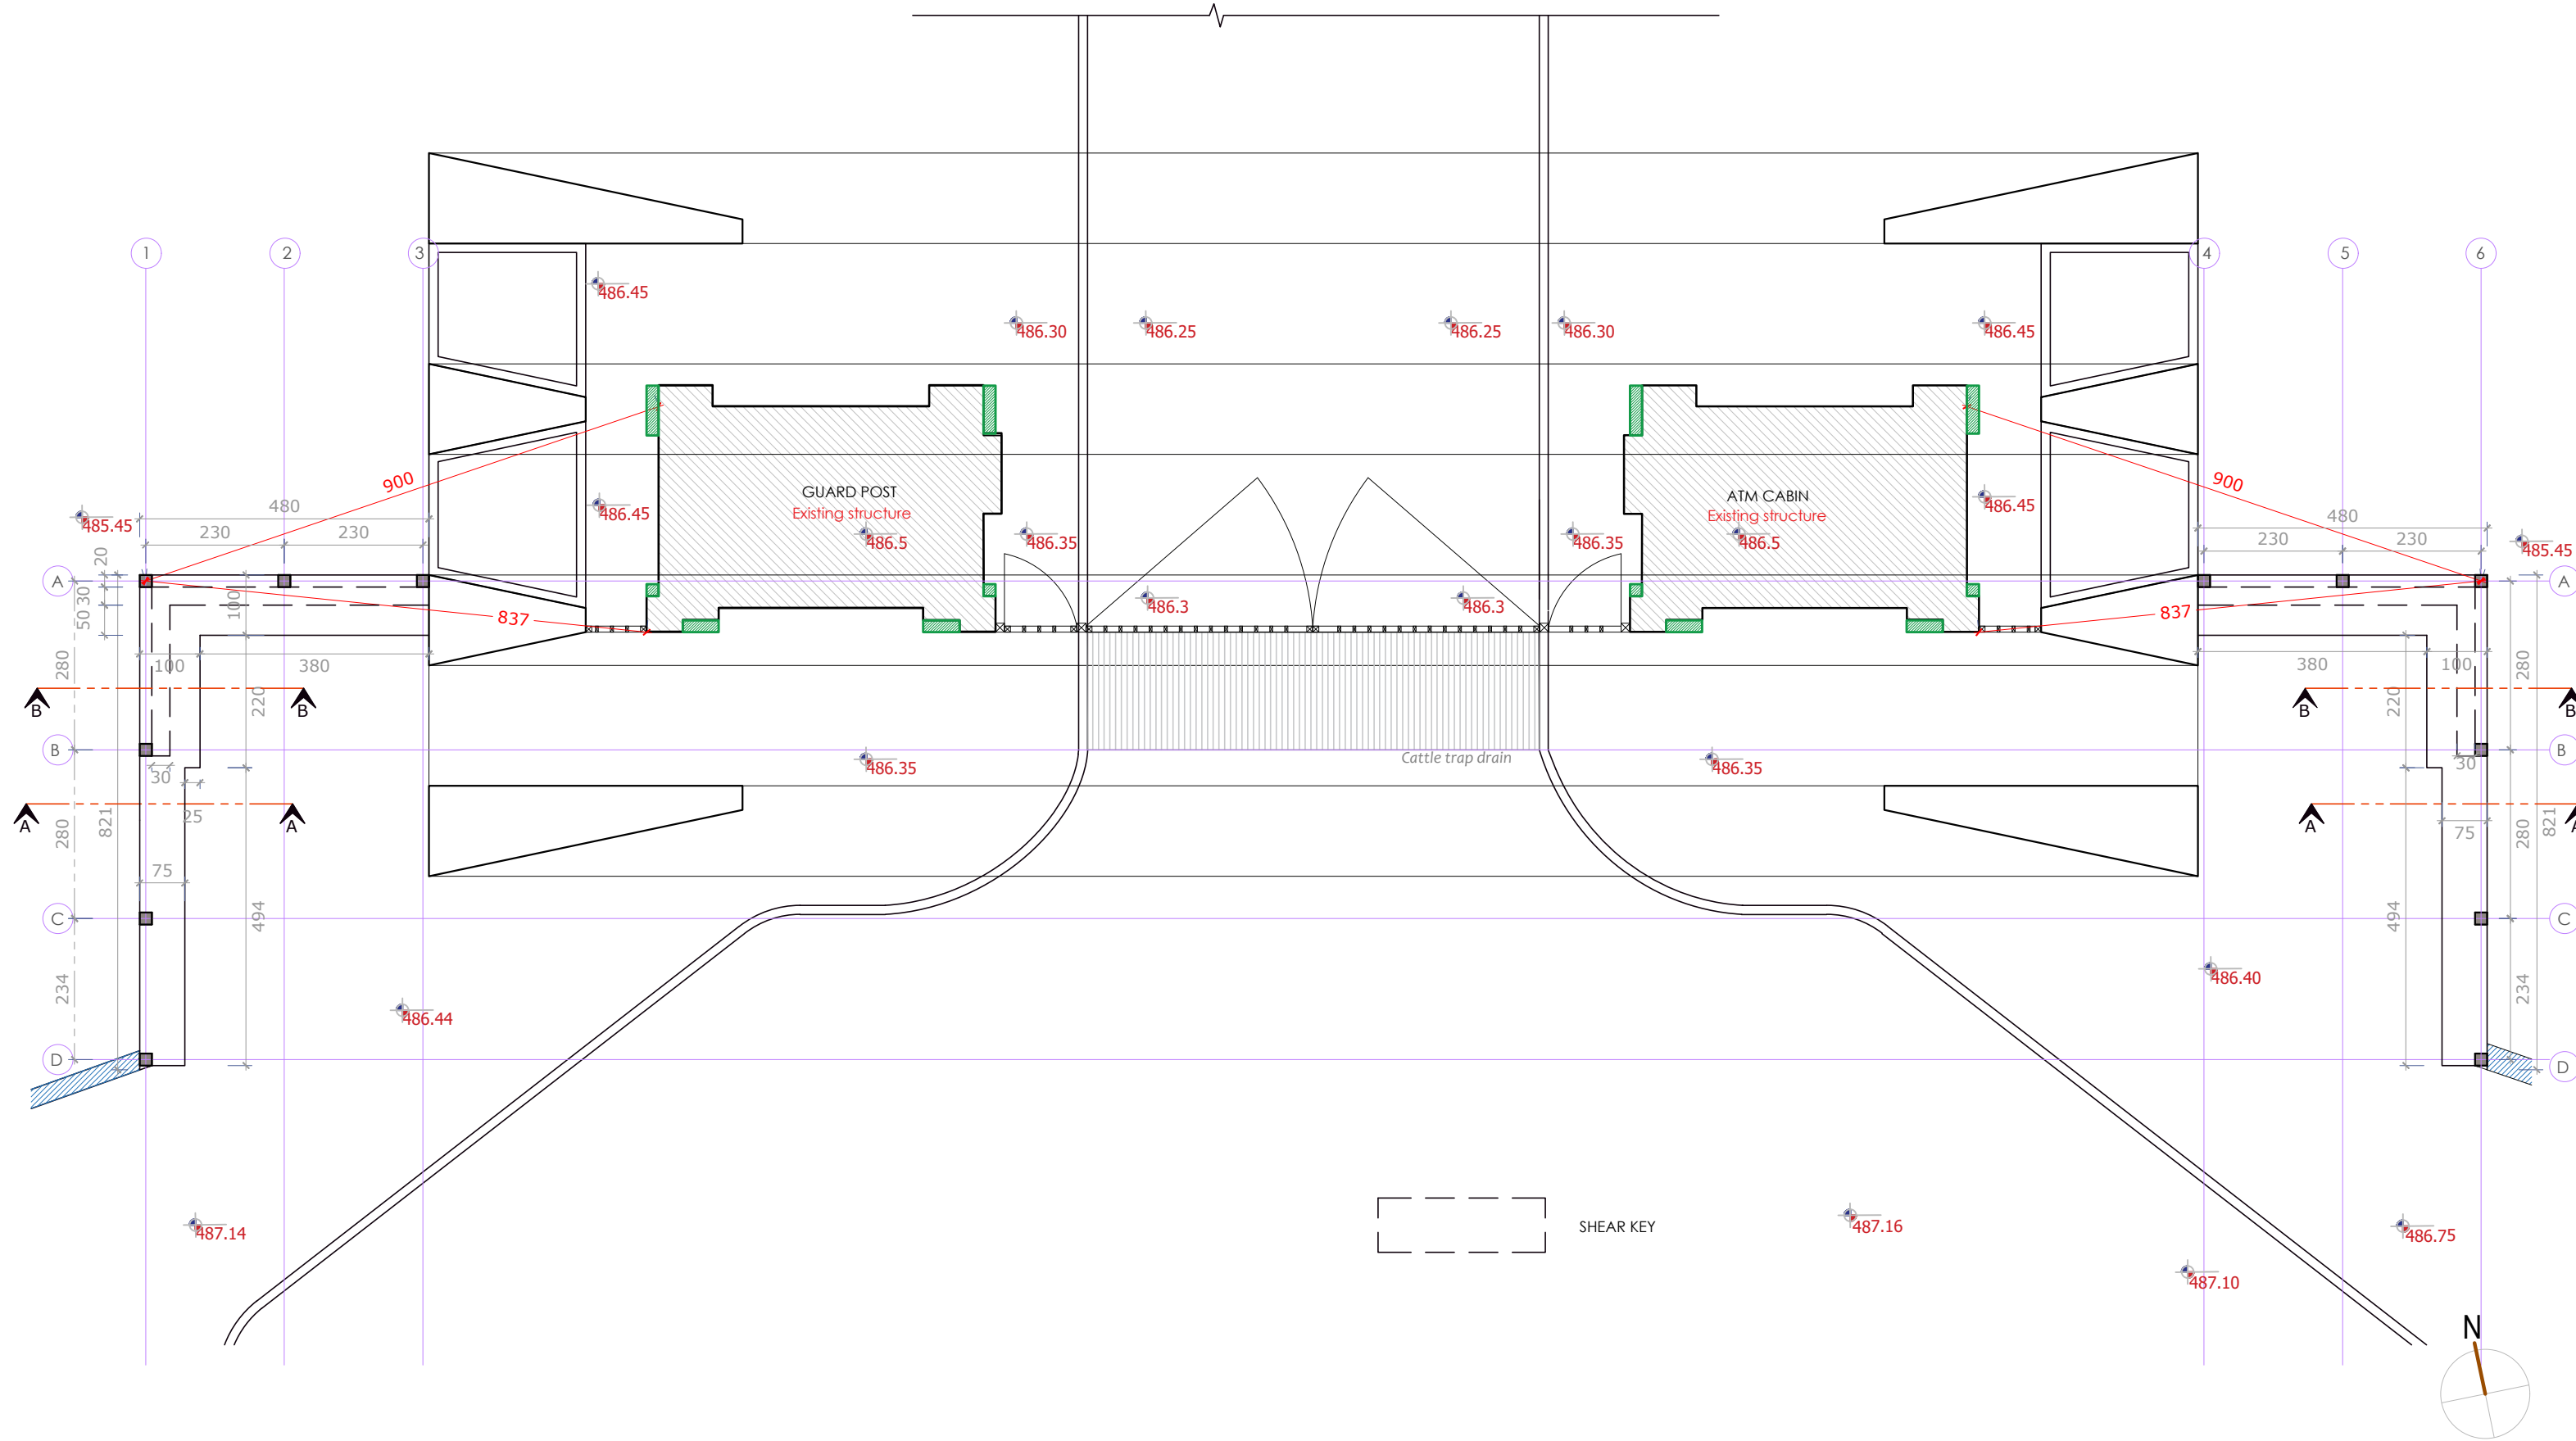 1
2
3
4
5
6
486.45
486.30
486.25
486.25
486.30
486.45
900
900
480
480
GUARD POST
Existing structure
ATM CABIN
Existing structure
486.45
486.45
485.45
485.45
230
230
230
230
486.5
486.35
486.35
486.5
20
A
A
30
50
100
486.3
486.3
837
837
280
100
380
380
100
280
220
220
B
B
B
B
B
B
30
Cattle trap drain
30
486.35
486.35
25
A
A
A
A
280
821
75
280
821
75
494
494
C
C
234
234
486.44
486.40
D
D
487.14
SHEAR KEY
487.16
486.75
487.10
N